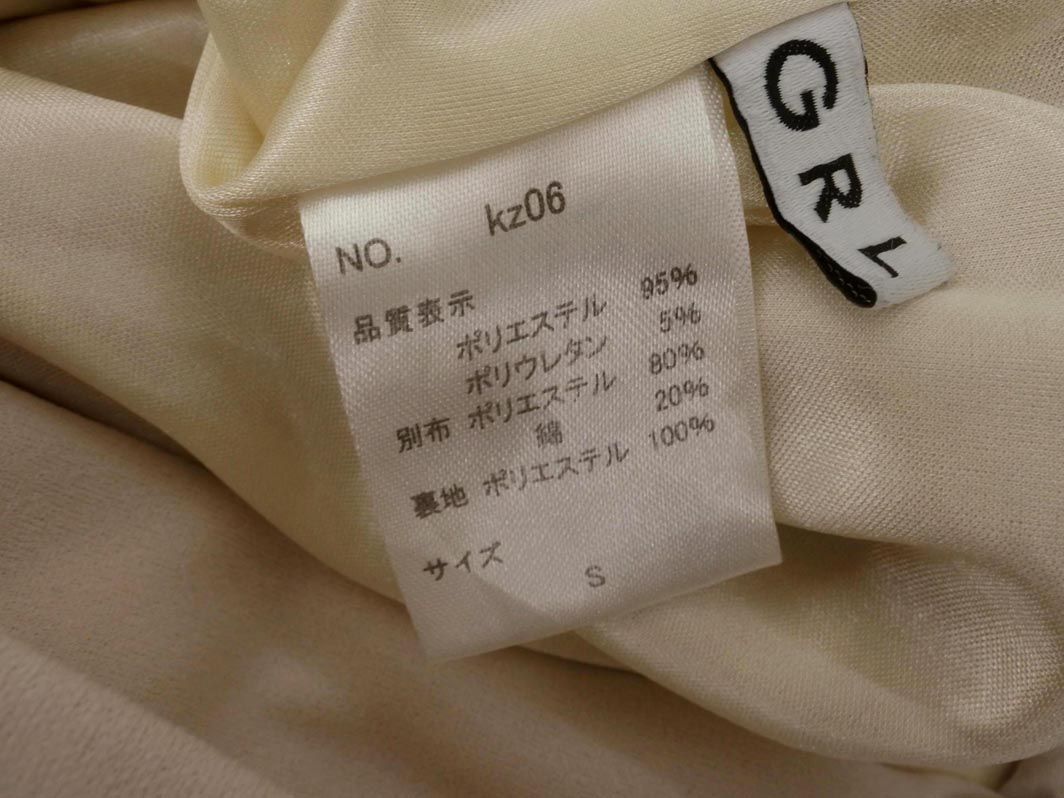 GRL
NO. kz06
品質表示
ポリエステル 95%
ポリウレタン 5%
別布 ポリエステル 80%
綿 20%
裏地 ポリエステル 100%
サイズ
S